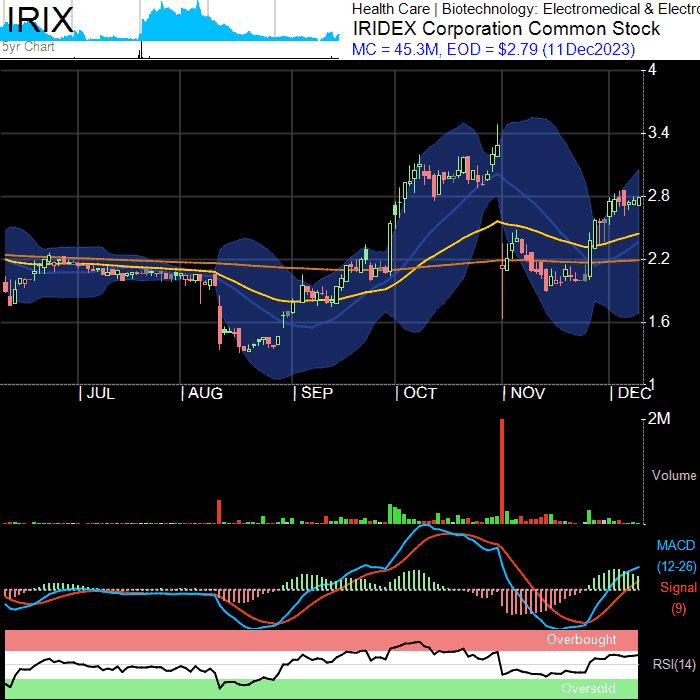 IRIX
5yr Chart
Health Care | Biotechnology: Electromedical & Electro
IRIDEX Corporation Common Stock
MC = 45.3M, EOD = $2.79 (11Dec2023)
4
3.4
2.8
2.2
1.6
1
| JUL | AUG | SEP | OCT | NOV | DEC
2M
Volume
MACD
(12-26)
Signal
(9)
Overbought
RSI(14)
Oversold